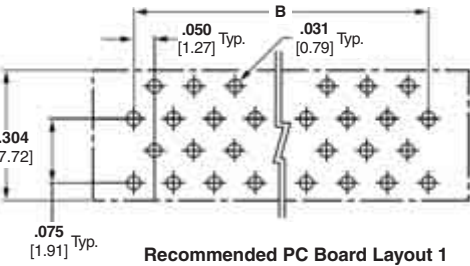 B
.050
[1.27] Typ.
.031
[0.79] Typ.
.304
7.72]
.075
[1.91] Typ.
Recommended PC Board Layout 1